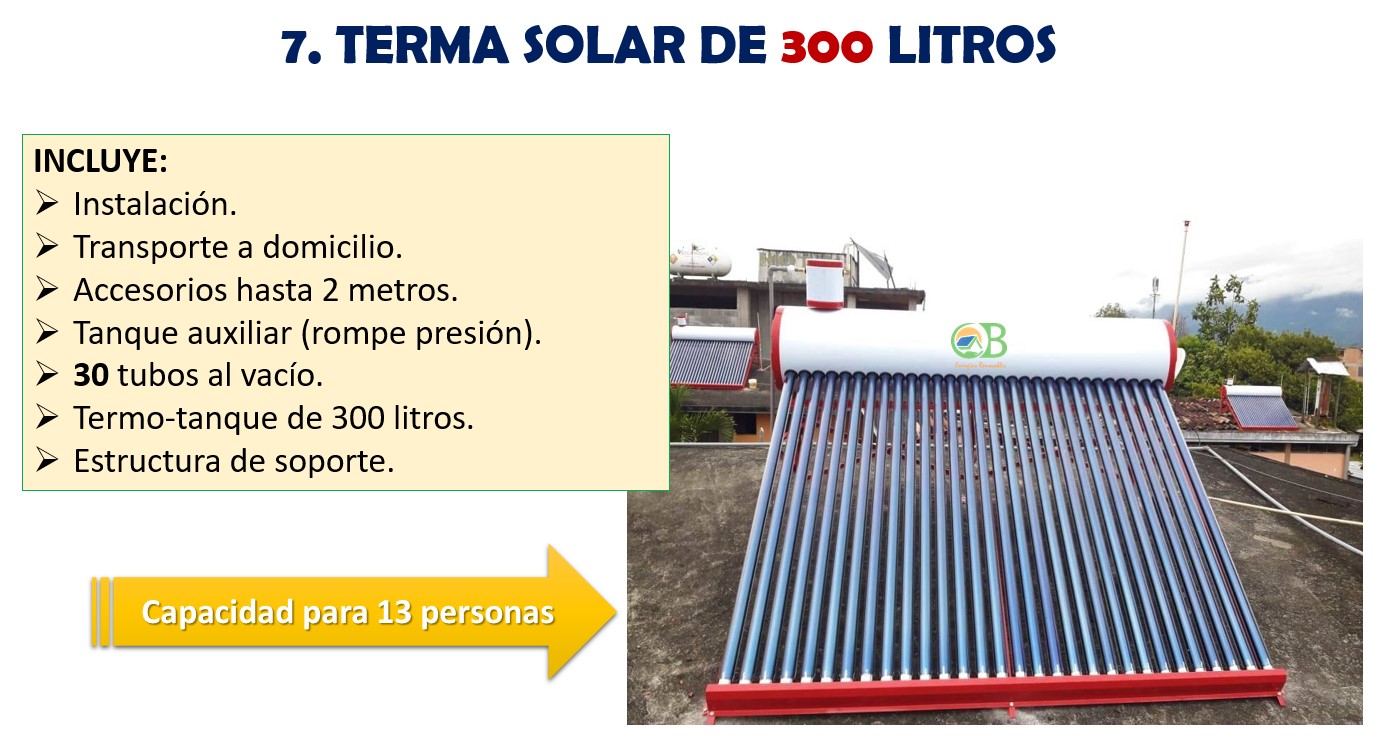 7. TERMA SOLAR DE 300 LITROS
INCLUYE:
Instalación.
Transporte a domicilio.
Accesorios hasta 2 metros.
Tanque auxiliar (rompe presión).
30 tubos al vacío.
Termo-tanque de 300 litros.
Estructura de soporte.
Capacidad para 13 personas